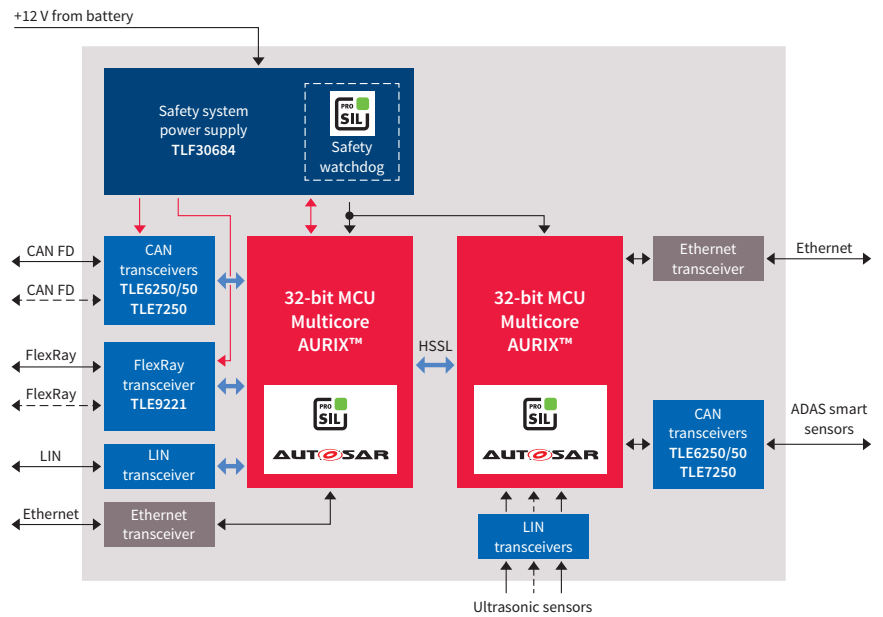 +12 V from battery
Safety system
power supply
TLF30684
PRO
SIL
Safety
watchdog
CAN FD
CAN FD
CAN
transceivers
TLE6250/50
TLE7250
FlexRay
FlexRay
FlexRay
transceiver
TLE9221
LIN
LIN
transceiver
Ethernet
Ethernet
transceiver
32-bit MCU
Multicore
AURIX™
PRO
SIL
AUTOSAR
HSSL
32-bit MCU
Multicore
AURIX™
PRO
SIL
AUTOSAR
Ethernet
transceiver
Ethernet
CAN
transceivers
TLE6250/50
TLE7250
ADAS smart
sensors
LIN
transceivers
Ultrasonic sensors